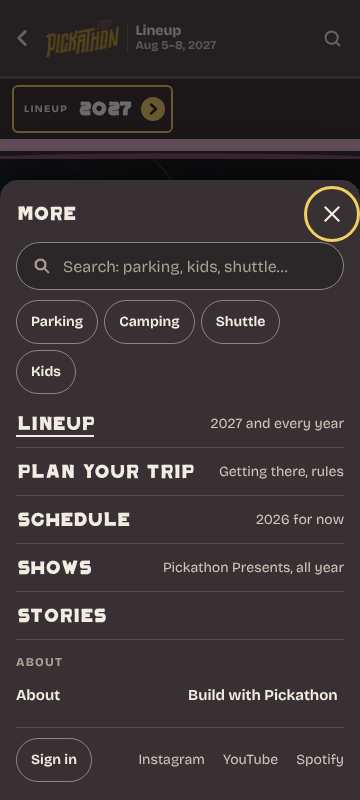 PICKATHON
Lineup
Aug 5–8, 2027
LINEUP 2027
MORE
Search: parking, kids, shuttle...
Parking Camping Shuttle
Kids
LINEUP 2027 and every year
PLAN YOUR TRIP Getting there, rules
SCHEDULE 2026 for now
SHOWS Pickathon Presents, all year
STORIES
ABOUT
About Build with Pickathon
Sign in Instagram YouTube Spotify